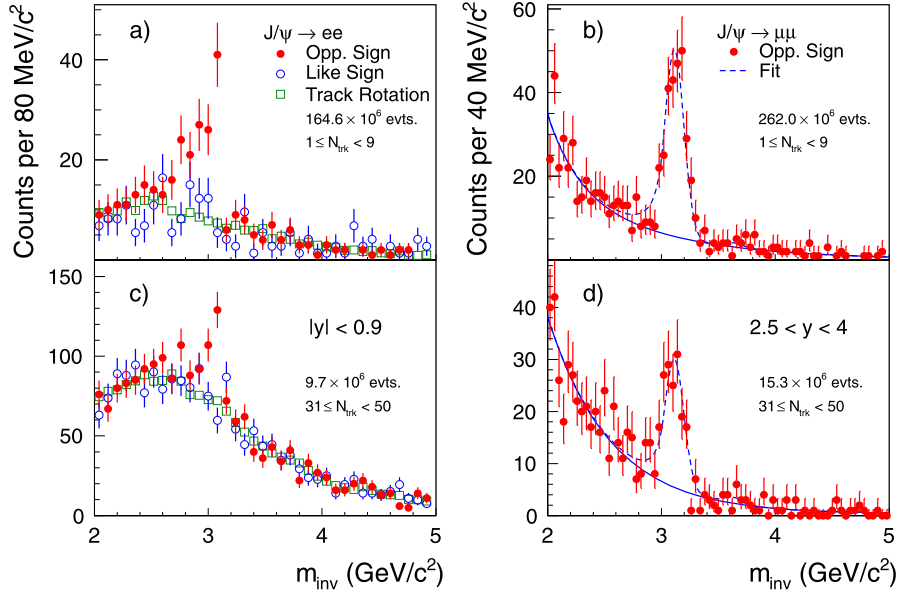 Counts per 80 MeV/c²
40
20
a)
J/ψ → ee
Opp. Sign
Like Sign
Track Rotation
164.6 × 10⁶ evts.
1 ≤ N_trk < 9
Counts per 40 MeV/c²
60
40
20
b)
J/ψ → μμ
Opp. Sign
Fit
262.0 × 10⁶ evts.
1 ≤ N_trk < 9
150
100
50
0
c)
|y| < 0.9
9.7 × 10⁶ evts.
31 ≤ N_trk < 50
2 3 4 5
m_inv (GeV/c²)
40
30
20
10
0
d)
2.5 < y < 4
15.3 × 10⁶ evts.
31 ≤ N_trk < 50
2 3 4 5
m_inv (GeV/c²)